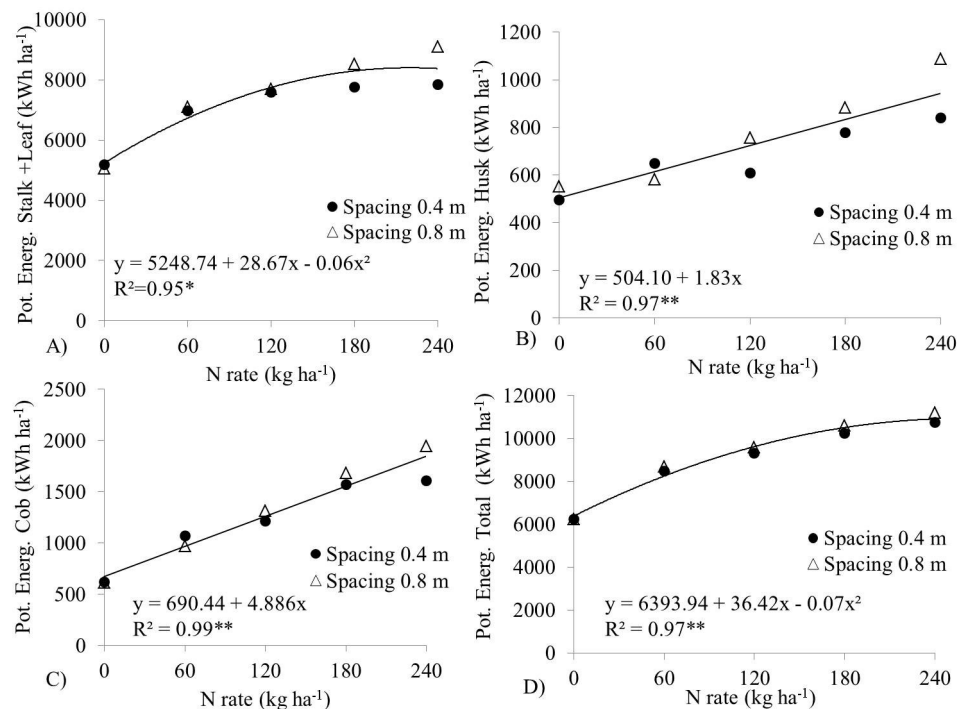 Pot. Energ. Stalk +Leaf (kWh ha⁻¹)
10000
8000
6000
4000
2000
0
Spacing 0.4 m
Spacing 0.8 m
y = 5248.74 + 28.67x - 0.06x²
R²=0.95*
0 60 120 180 240
A)
N rate (kg ha⁻¹)
Pot. Energ. Husk (kWh ha⁻¹)
1200
1000
800
600
400
200
0
Spacing 0.4 m
Spacing 0.8 m
y = 504.10 + 1.83x
R² = 0.97**
0 60 120 180 240
B)
N rate (kg ha⁻¹)
Pot. Energ. Cob (kWh ha⁻¹)
2500
2000
1500
1000
500
0
Spacing 0.4 m
Spacing 0.8 m
y = 690.44 + 4.886x
R² = 0.99**
0 60 120 180 240
C)
N rate (kg ha⁻¹)
Pot. Energ. Total (kWh ha⁻¹)
12000
10000
8000
6000
4000
2000
0
Spacing 0.4 m
Spacing 0.8 m
y = 6393.94 + 36.42x - 0.07x²
R² = 0.97**
0 60 120 180 240
D)
N rate (kg ha⁻¹)